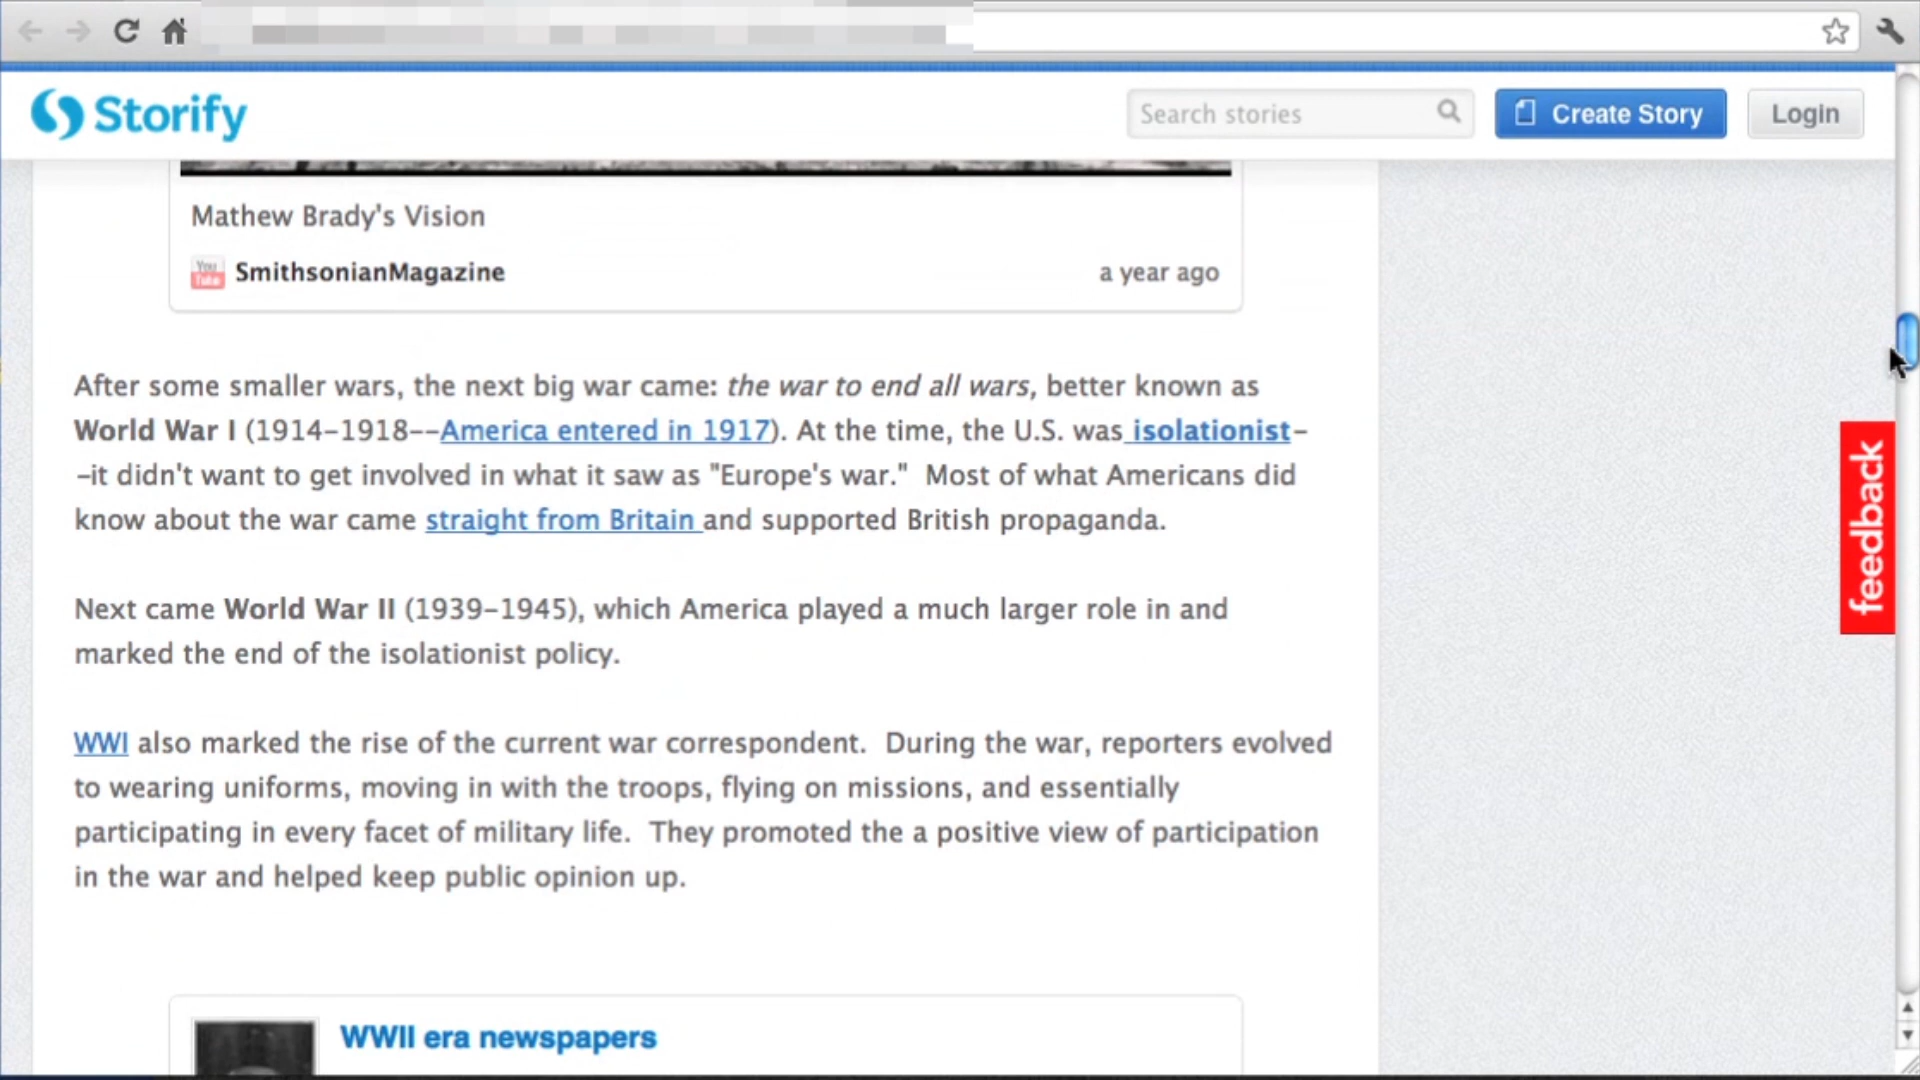 Storify
Search stories
Create Story
Login
Mathew Brady's Vision
You Tube
SmithsonianMagazine
a year ago
After some smaller wars, the next big war came: the war to end all wars, better known as
World War I (1914-1918--America entered in 1917). At the time, the U.S. was isolationist-
-it didn't want to get involved in what it saw as "Europe's war."  Most of what Americans did
know about the war came straight from Britain and supported British propaganda.
Next came World War II (1939-1945), which America played a much larger role in and
marked the end of the isolationist policy.
WWI also marked the rise of the current war correspondent.  During the war, reporters evolved
to wearing uniforms, moving in with the troops, flying on missions, and essentially
participating in every facet of military life.  They promoted the a positive view of participation
in the war and helped keep public opinion up.
WWII era newspapers
feedback